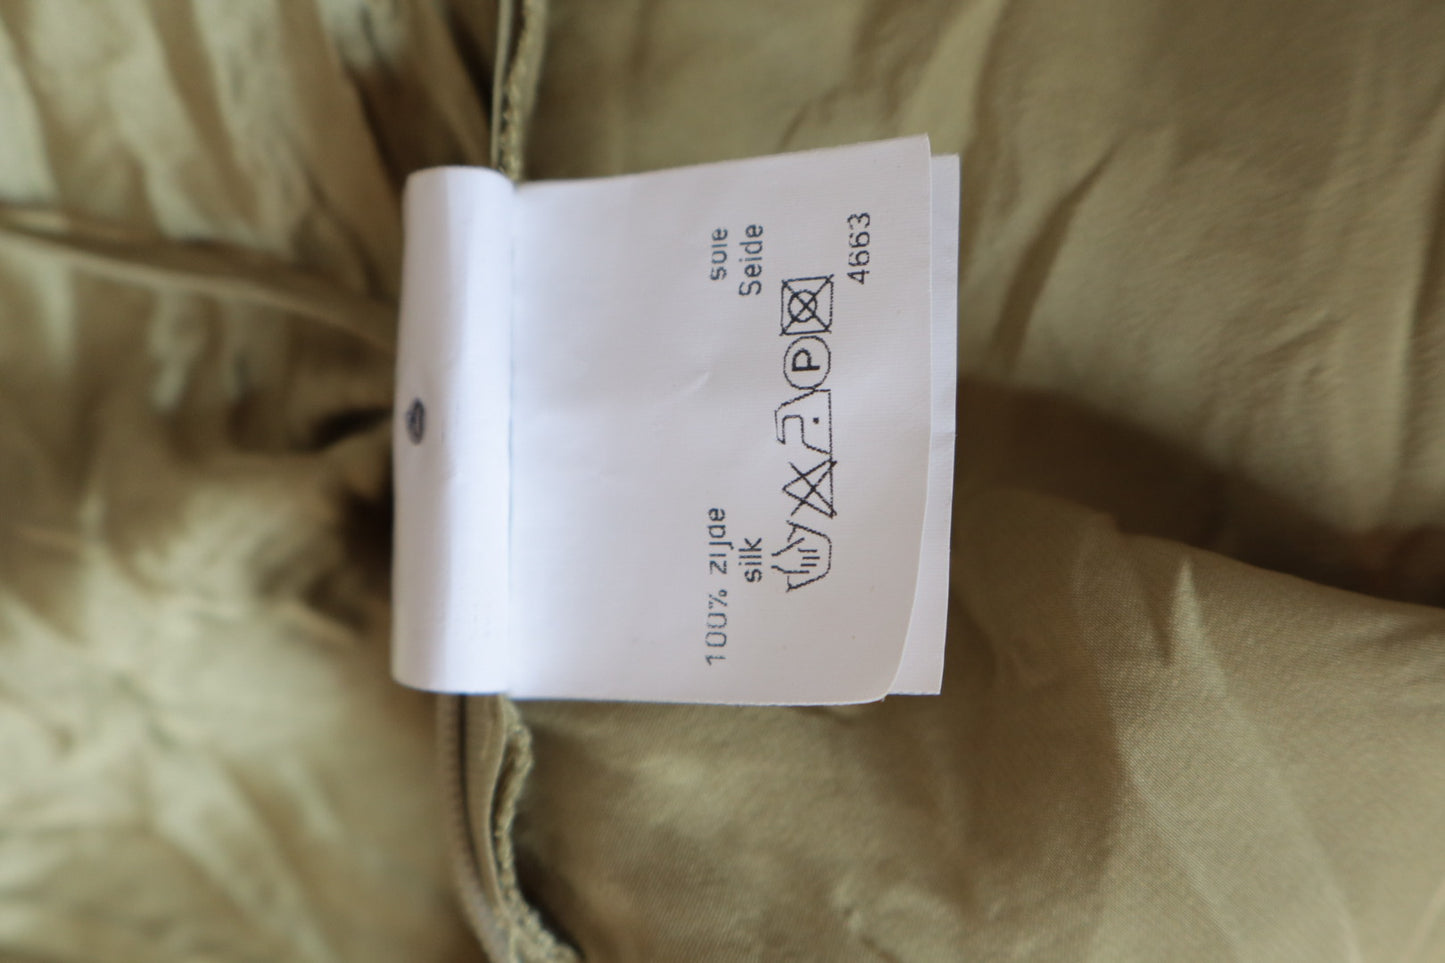 100% zijde soie
silk Seide
P
4663